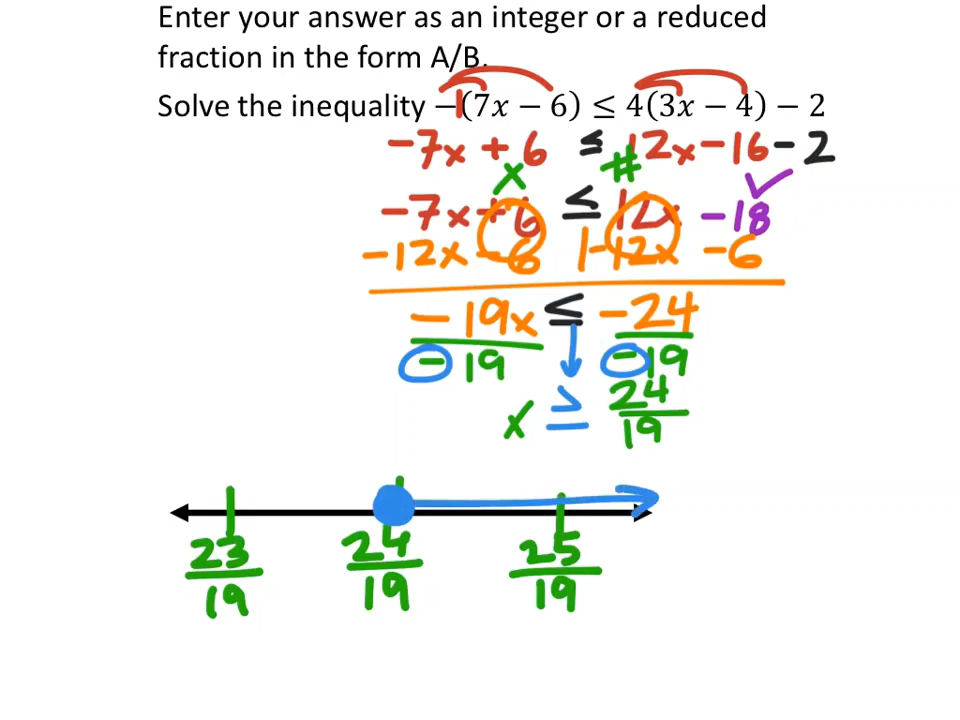 Enter your answer as an integer or a reduced
fraction in the form A/B.
Solve the inequality −1(7x − 6) ≤ 4(3x − 4) − 2
-7x + 6 ≤ 12x - 16 - 2
x # ✓
-7x + 6 ≤ 12x - 18
-12x - 6 | -12x - 6
-19x ≤ -24
-19 -19
x ≥ 24/19
23/19 24/19 25/19